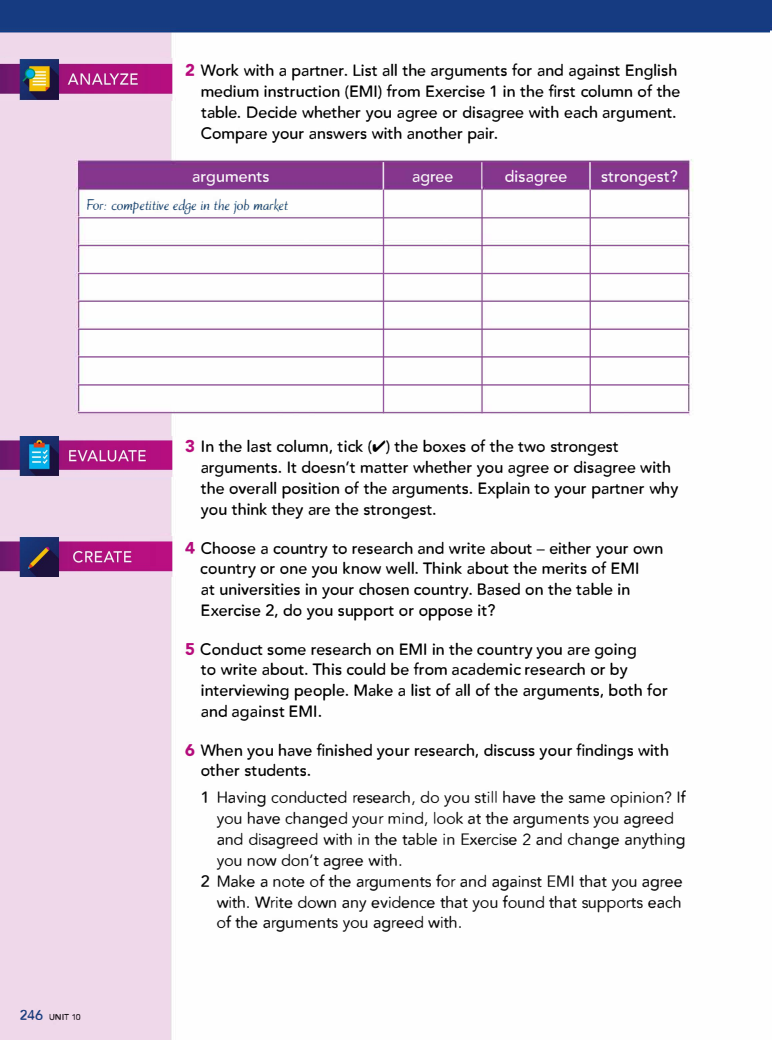 ANALYZE
2 Work with a partner. List all the arguments for and against English
medium instruction (EMI) from Exercise 1 in the first column of the
table. Decide whether you agree or disagree with each argument.
Compare your answers with another pair.
arguments agree disagree strongest?
For: competitive edge in the job market
EVALUATE
3 In the last column, tick (✔) the boxes of the two strongest
arguments. It doesn't matter whether you agree or disagree with
the overall position of the arguments. Explain to your partner why
you think they are the strongest.
CREATE
4 Choose a country to research and write about – either your own
country or one you know well. Think about the merits of EMI
at universities in your chosen country. Based on the table in
Exercise 2, do you support or oppose it?
5 Conduct some research on EMI in the country you are going
to write about. This could be from academic research or by
interviewing people. Make a list of all of the arguments, both for
and against EMI.
6 When you have finished your research, discuss your findings with
other students.
1 Having conducted research, do you still have the same opinion? If
you have changed your mind, look at the arguments you agreed
and disagreed with in the table in Exercise 2 and change anything
you now don't agree with.
2 Make a note of the arguments for and against EMI that you agree
with. Write down any evidence that you found that supports each
of the arguments you agreed with.
246 UNIT 10